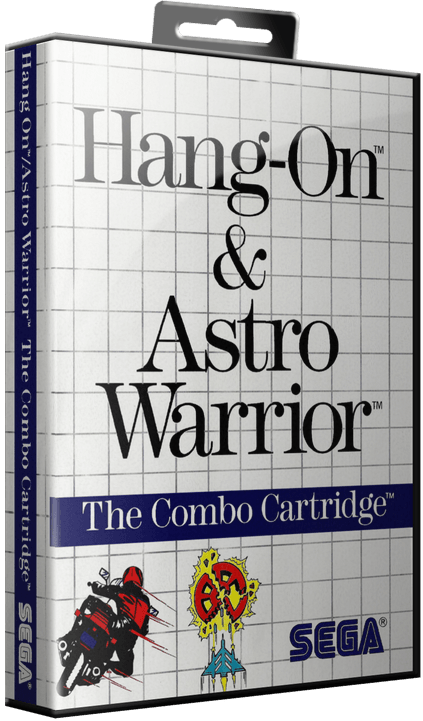 Hang On™/Astro Warrior™ The Combo Cartridge™ SEGA®
Hang-On™
&
Astro
Warrior™
The Combo Cartridge™
SEGA®